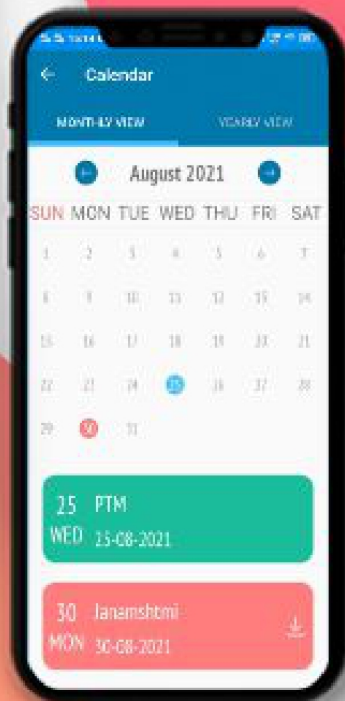 Calendar
MONTHLY VIEW YEARLY VIEW
August 2021
SUN MON TUE WED THU FRI SAT
1 2 3 4 5 6 7
8 9 10 11 12 13 14
15 16 17 18 19 20 21
22 23 24 25 26 27 28
29 30 31
25 PTM
WED 25-08-2021
30 Janamshtmi
MON 30-08-2021